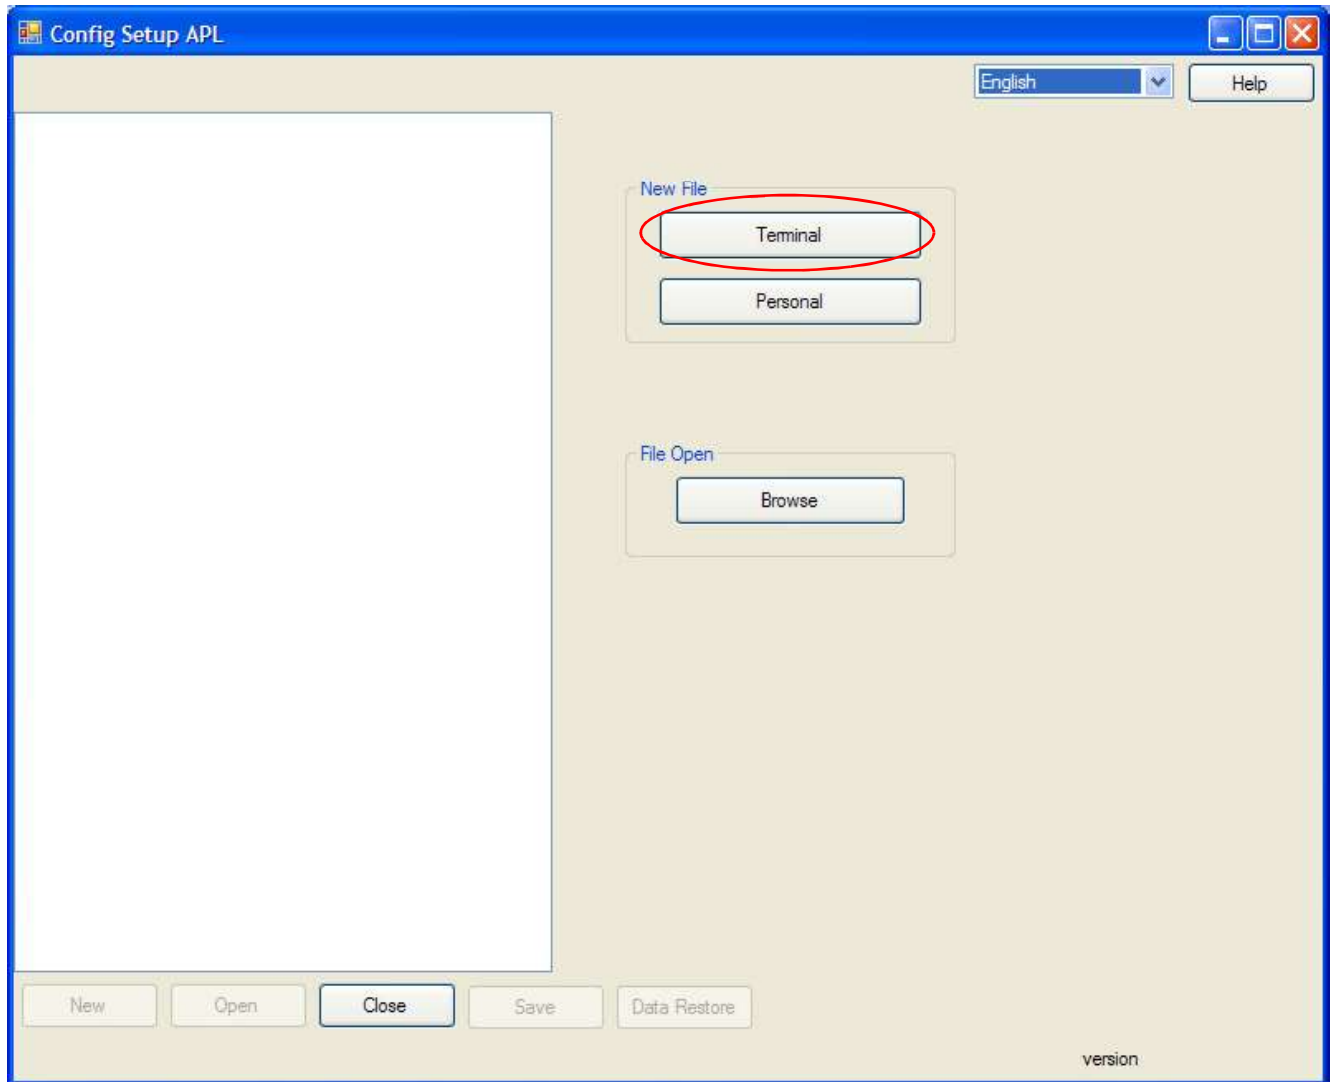 Config Setup APL
English
Help
New File
Terminal
Personal
File Open
Browse
New
Open
Close
Save
Data Restore
version